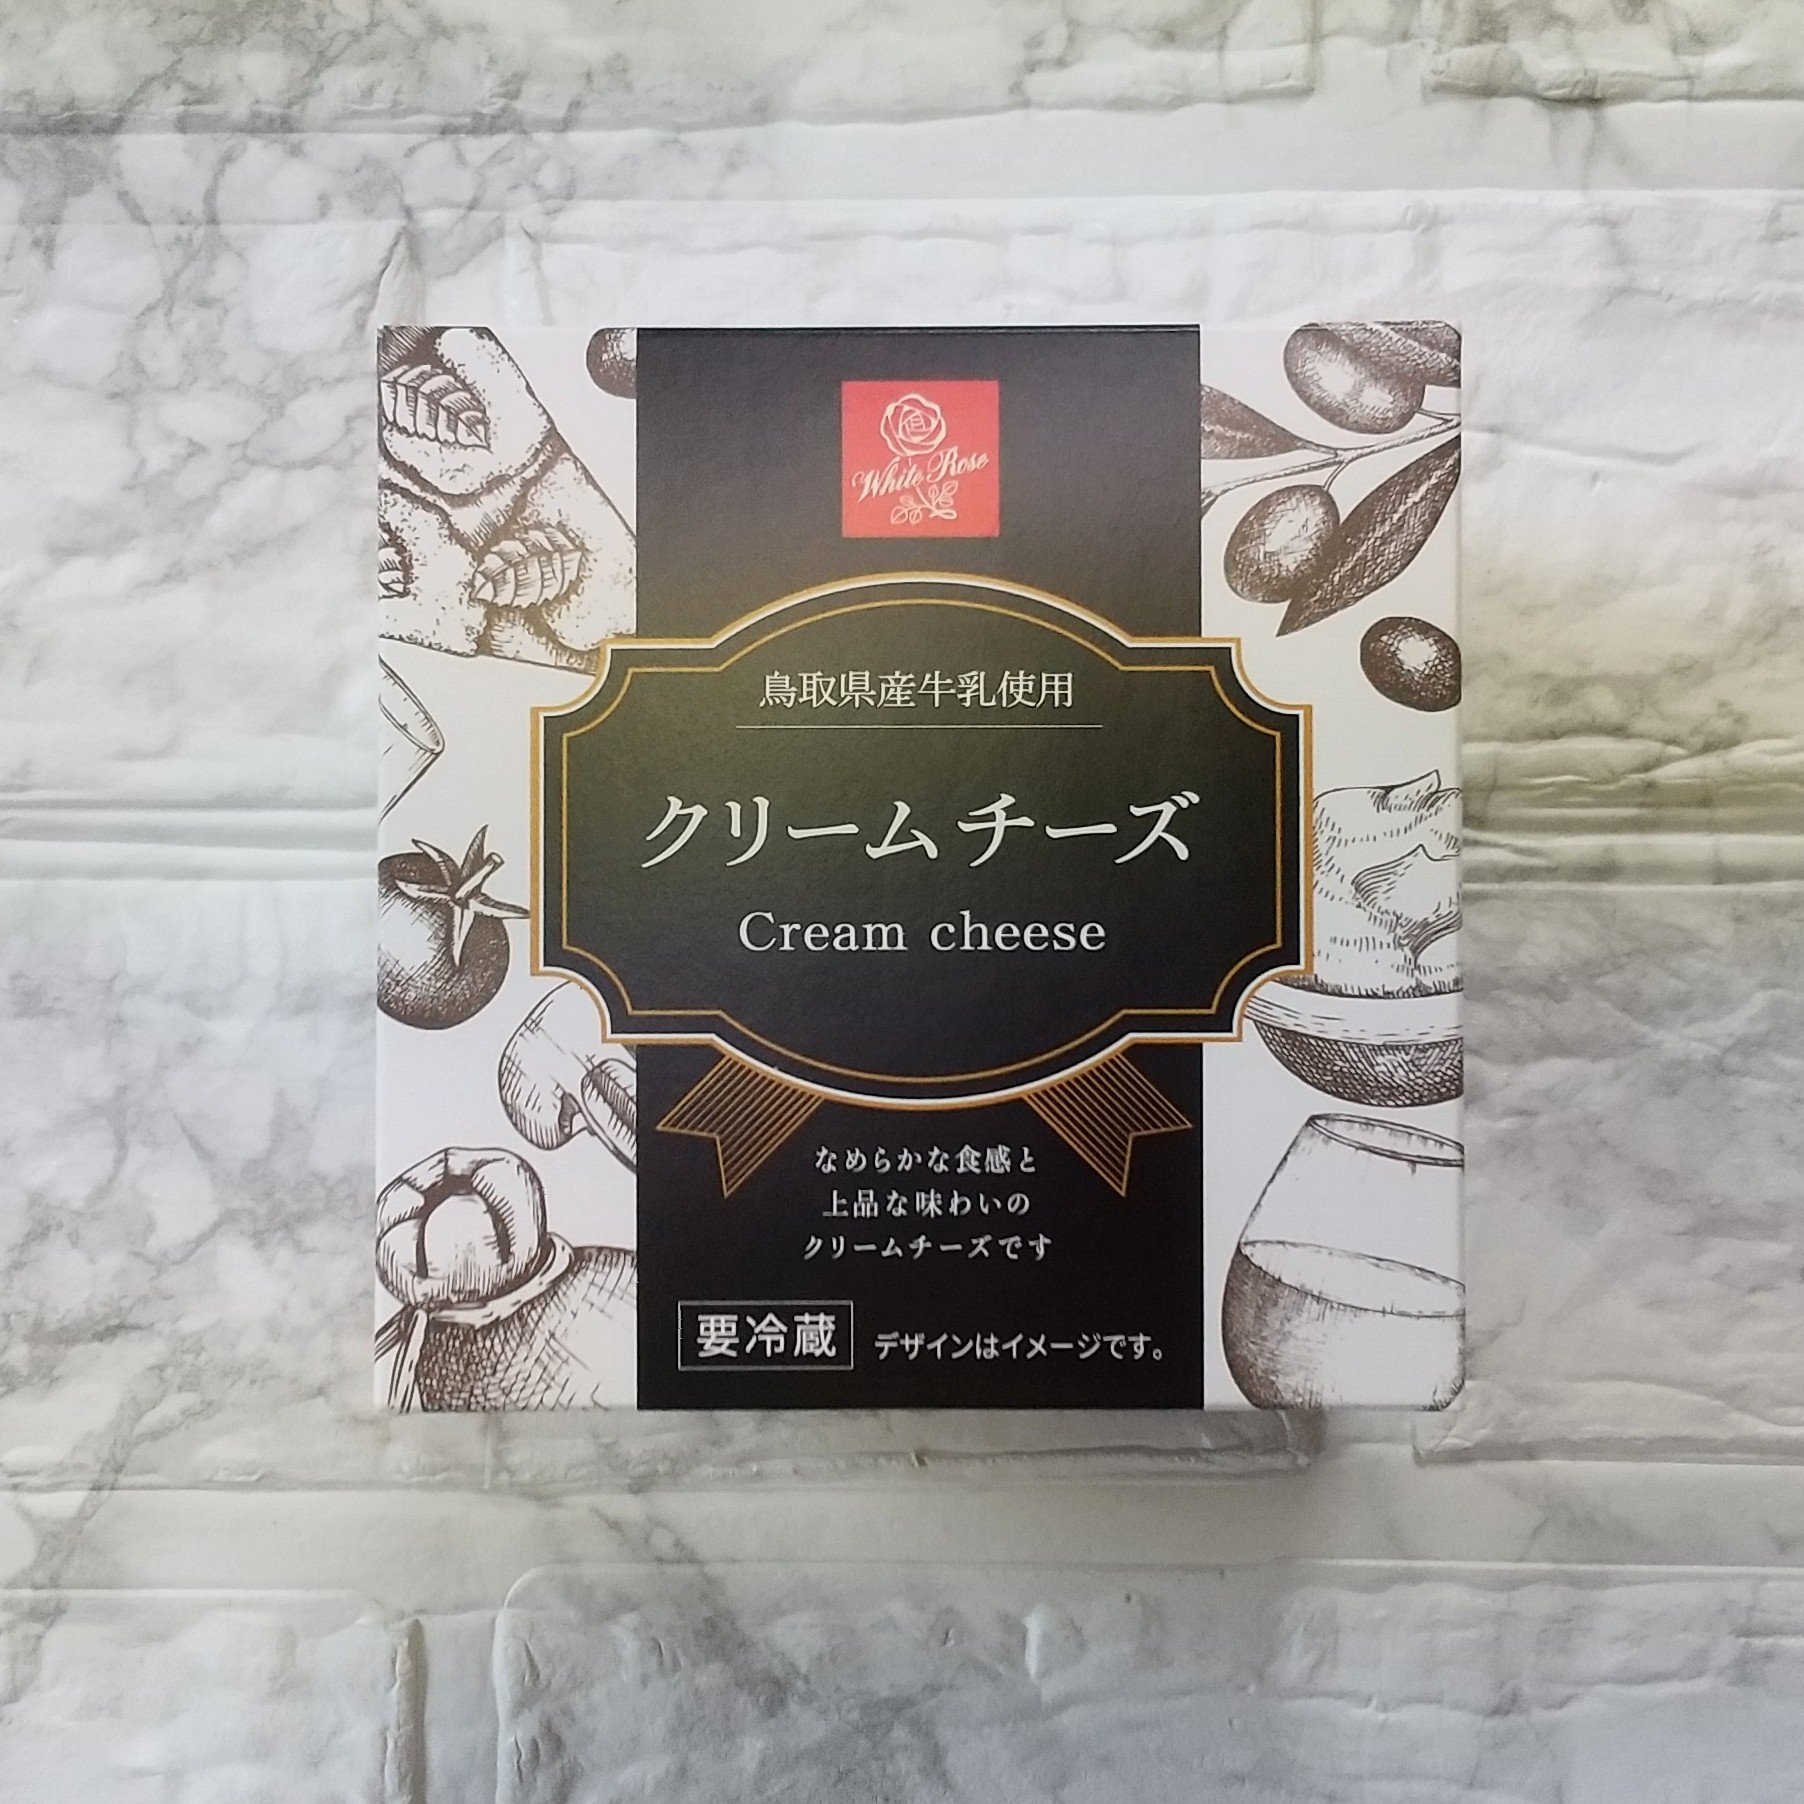 White Rose
鳥取県産牛乳使用
クリームチーズ
Cream cheese
なめらかな食感と
上品な味わいの
クリームチーズです
要冷蔵
デザインはイメージです。